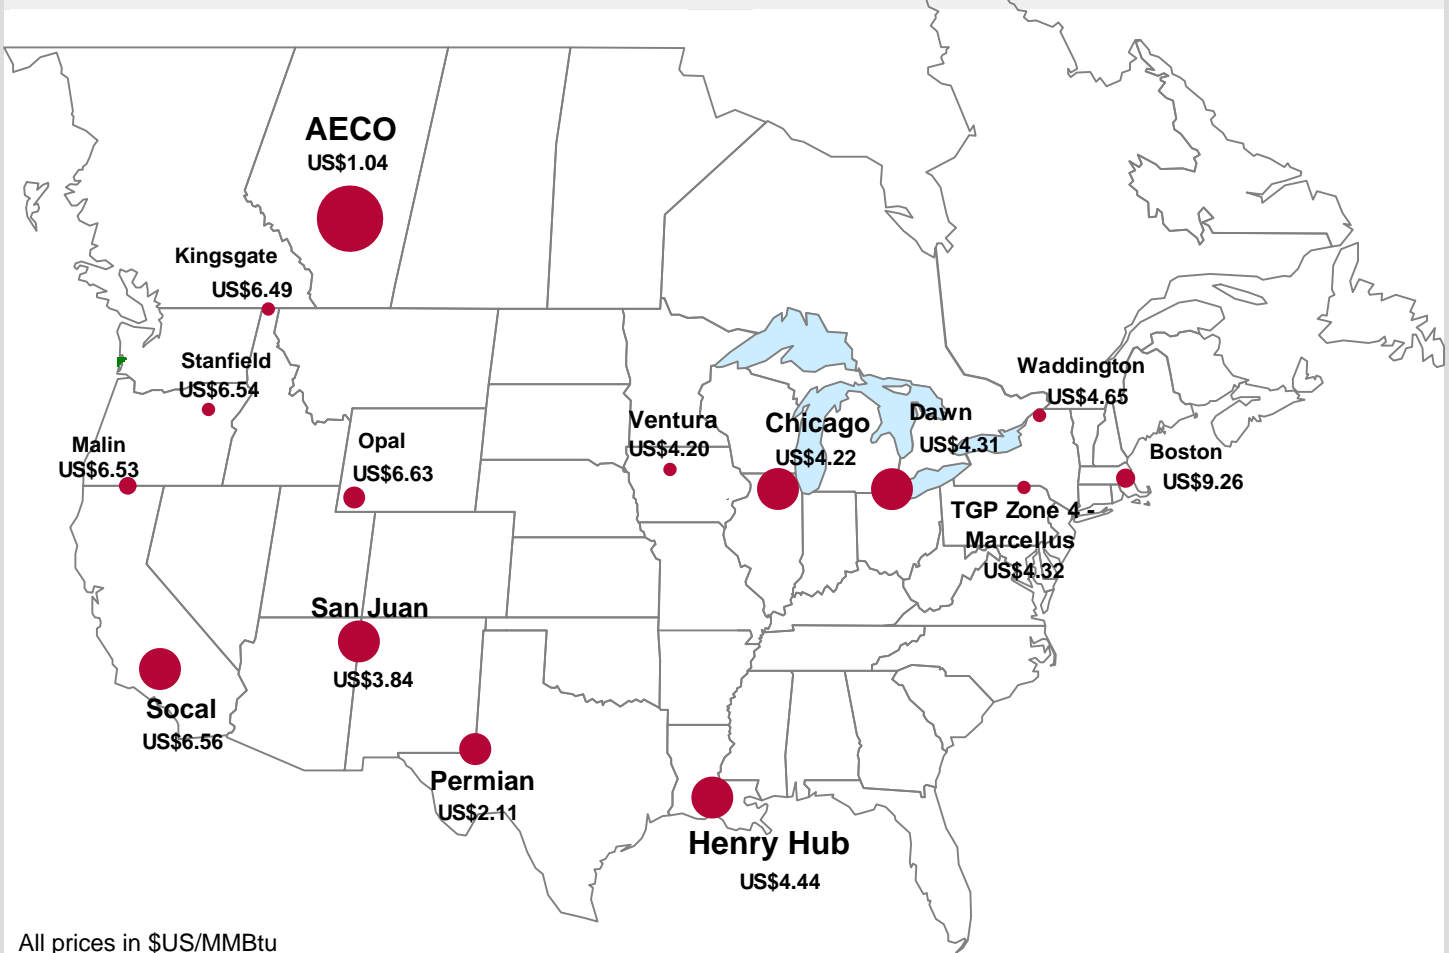 AECO
US$1.04
Kingsgate
US$6.49
Stanfield
US$6.54
Malin
US$6.53
Opal
US$6.63
Ventura
US$4.20
Chicago
US$4.22
Dawn
US$4.31
Waddington
US$4.65
Boston
US$9.26
TGP Zone 4 -
Marcellus
US$4.32
San Juan
US$3.84
Socal
US$6.56
Permian
US$2.11
Henry Hub
US$4.44
All prices in $US/MMBtu